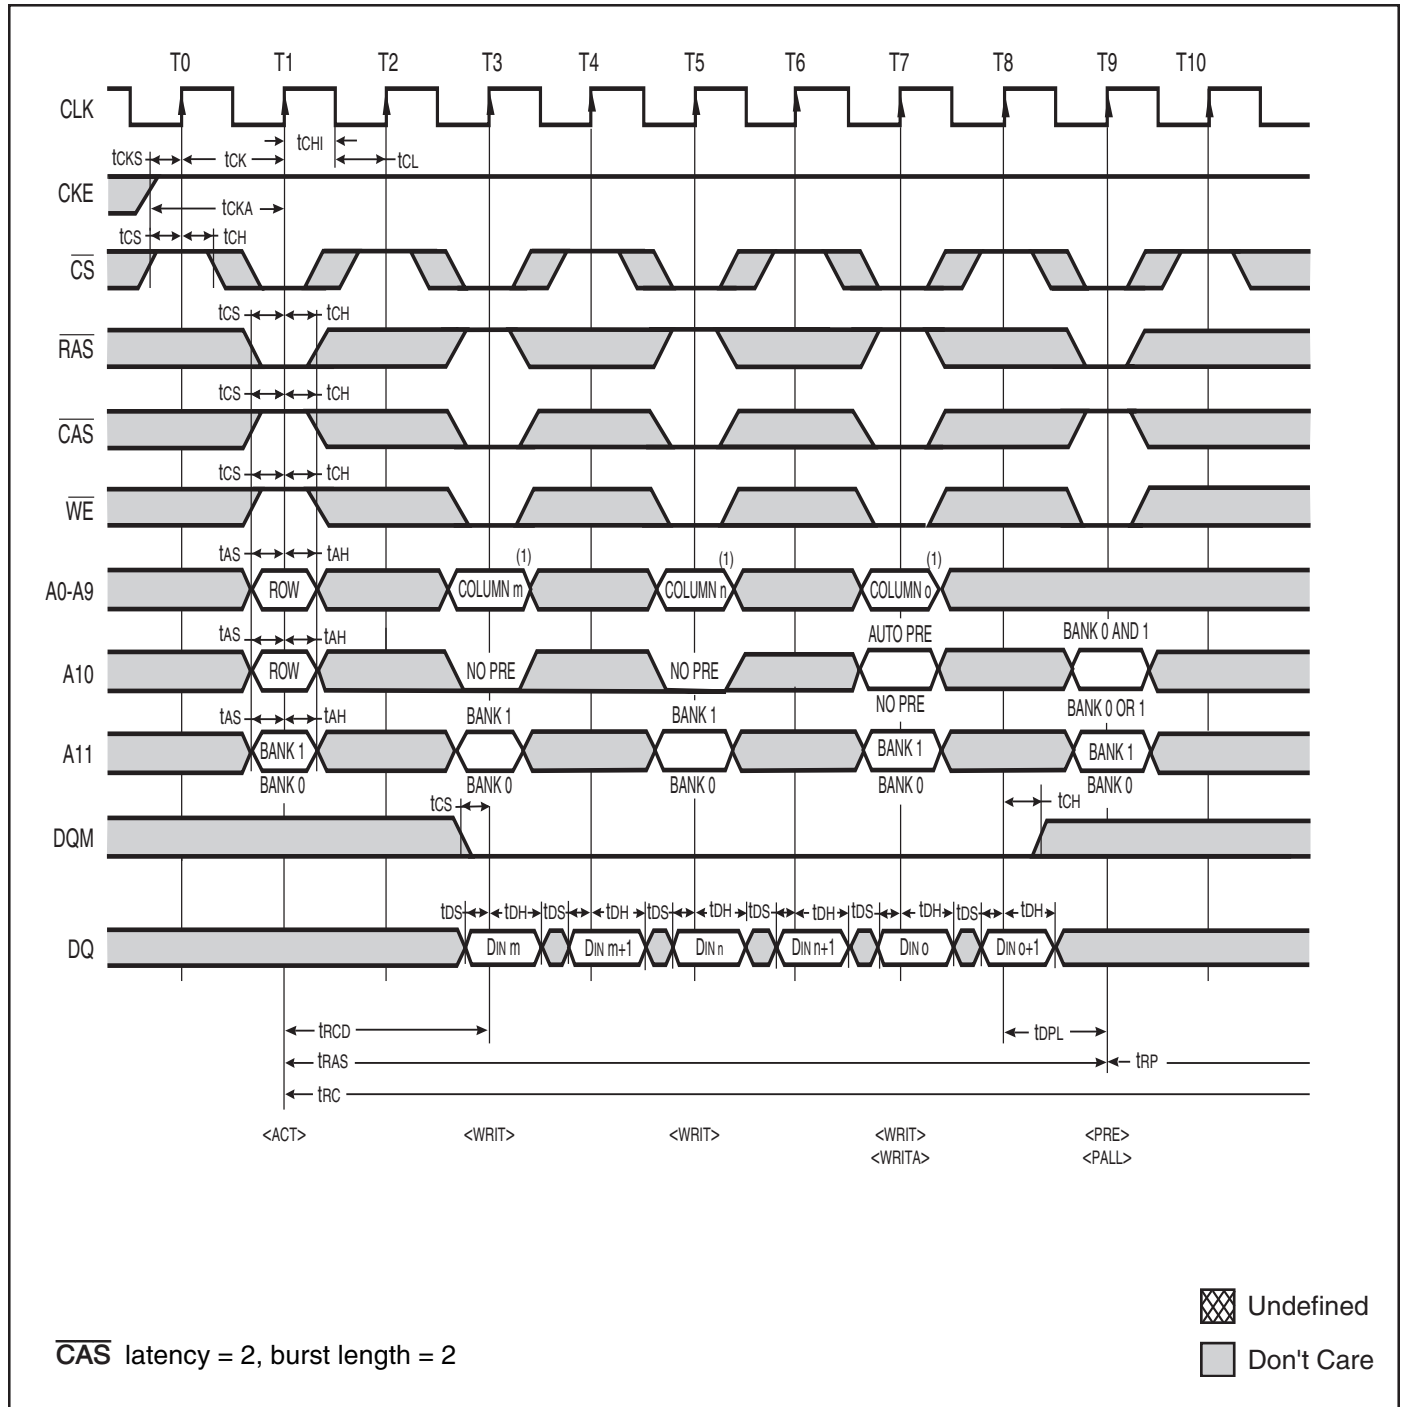 T0 T1 T2 T3 T4 T5 T6 T7 T8 T9 T10
CLK
tCHI
tCKS tCK tCL
CKE
tCKA
tCS tCH
CS
tCS tCH
RAS
tCS tCH
CAS
tCS tCH
WE
tAS tAH (1) (1) (1)
A0-A9 ROW COLUMN m COLUMN n COLUMN o
tAS tAH AUTO PRE BANK 0 AND 1
A10 ROW NO PRE NO PRE
NO PRE BANK 0 OR 1
tAS tAH BANK 1 BANK 1
A11 BANK 1 BANK 1 BANK 1
BANK 0 BANK 0 BANK 0 BANK 0 BANK 0
tCS tCH
DQM
tDS tDH tDS tDH tDS tDH tDS tDH tDS tDH tDS tDH
DQ DIN m DIN m+1 DIN n DIN n+1 DIN o DIN o+1
tRCD tDPL
tRAS tRP
tRC
<ACT> <WRIT> <WRIT> <WRIT> <PRE>
<WRITA> <PALL>
Undefined
CAS latency = 2, burst length = 2
Don't Care